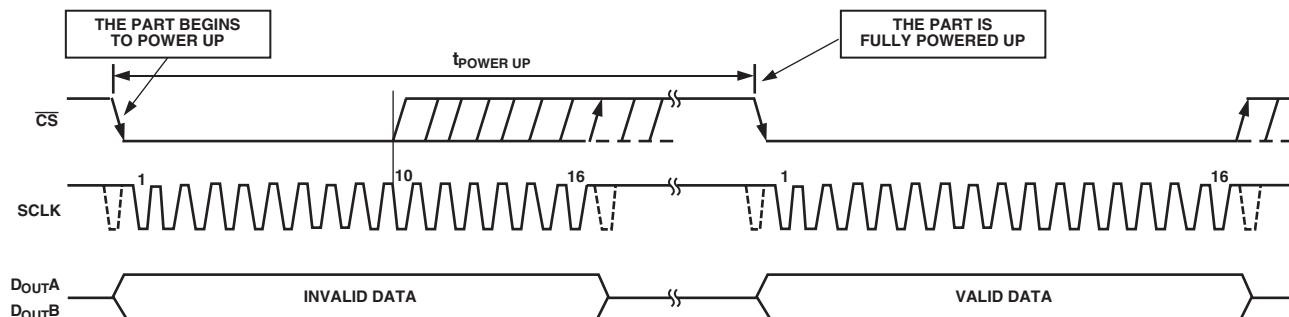 THE PART BEGINS
TO POWER UP
THE PART IS
FULLY POWERED UP
tPOWER UP
CS
1
10
16
1
16
SCLK
DOUTA
DOUTB
INVALID DATA
VALID DATA